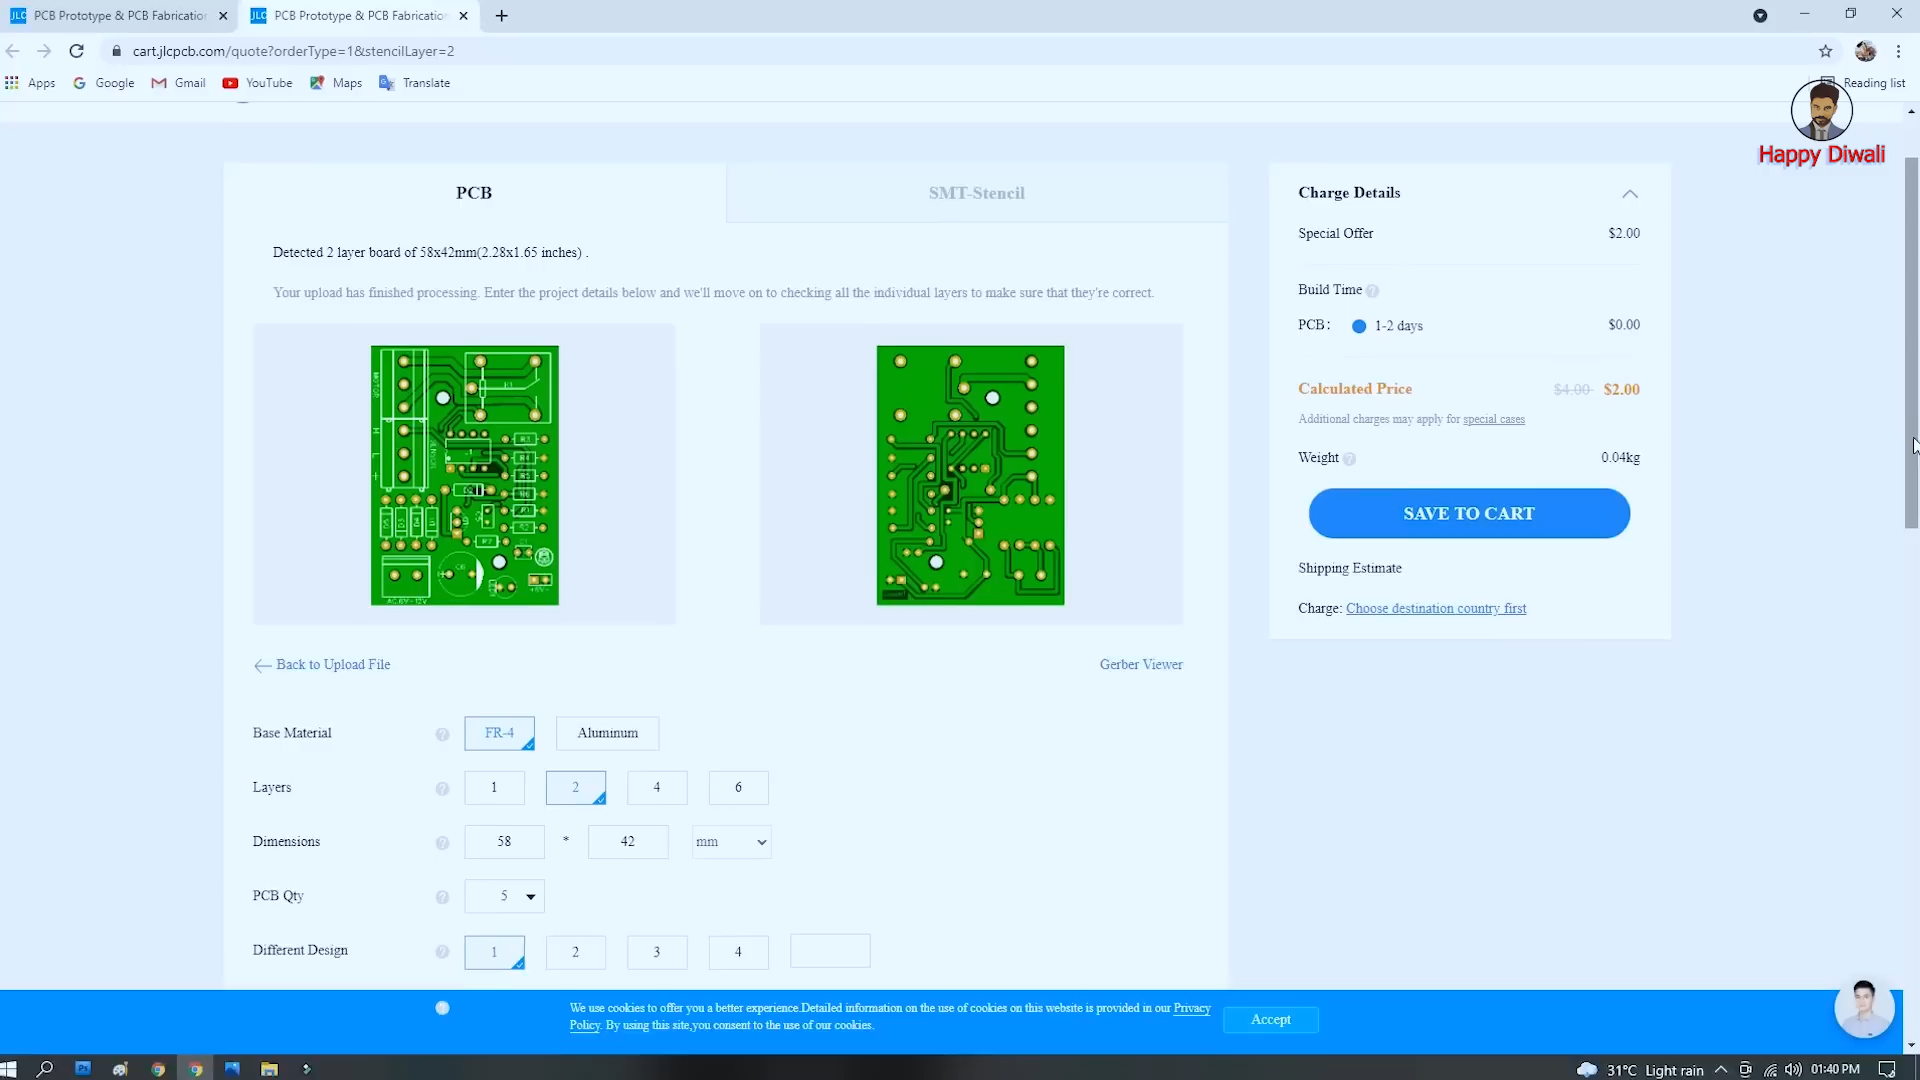 PCB Prototype & PCB Fabrication
PCB Prototype & PCB Fabrication
cart.jlcpcb.com/quote?orderType=1&stencilLayer=2
Apps Google Gmail YouTube Maps Translate Reading list
Happy Diwali
PCB SMT-Stencil
Detected 2 layer board of 58x42mm(2.28x1.65 inches) .
Your upload has finished processing. Enter the project details below and we'll move on to checking all the individual layers to make sure that they're correct.
Back to Upload File Gerber Viewer
Base Material FR-4 Aluminum
Layers 1 2 4 6
Dimensions 58 * 42 mm
PCB Qty 5
Different Design 1 2 3 4
Charge Details
Special Offer $2.00
Build Time
PCB: 1-2 days $0.00
Calculated Price $4.00 $2.00
Additional charges may apply for special cases
Weight 0.04kg
SAVE TO CART
Shipping Estimate
Charge: Choose destination country first
We use cookies to offer you a better experience.Detailed information on the use of cookies on this website is provided in our Privacy
Policy. By using this site,you consent to the use of our cookies.
Accept
31°C Light rain 01:40 PM